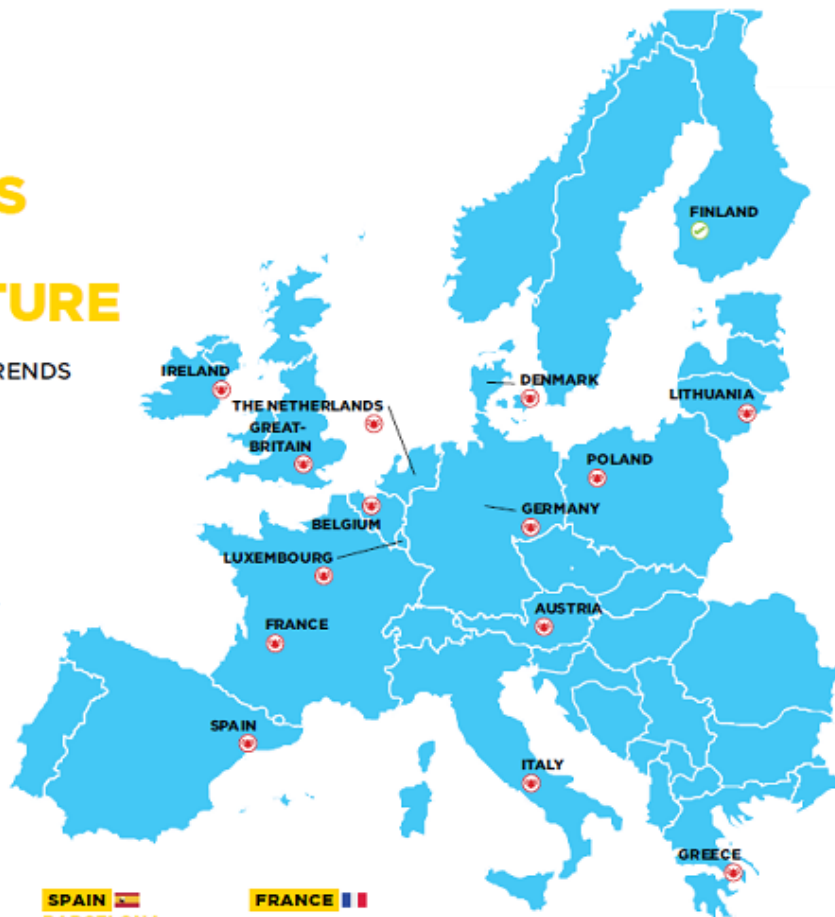 S
FINLAND
TURE
RENDS
IRELAND
DENMARK
LITHUANIA
THE NETHERLANDS
GREAT-
BRITAIN
POLAND
GERMANY
BELGIUM
LUXEMBOURG
AUSTRIA
FRANCE
SPAIN
ITALY
GREECE
SPAIN
FRANCE